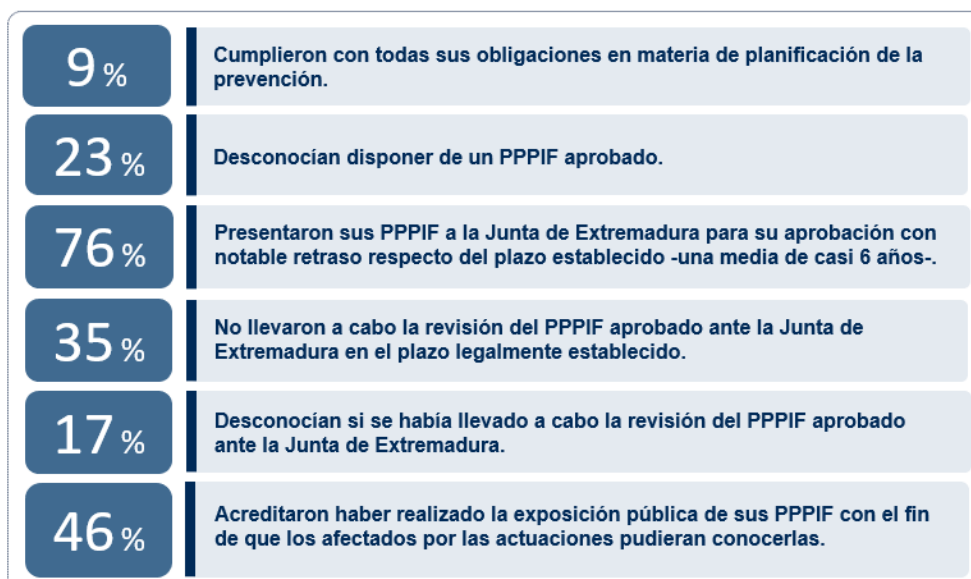 9 %
Cumplieron con todas sus obligaciones en materia de planificación de la
prevención.
23 %
Desconocían disponer de un PPPIF aprobado.
76 %
Presentaron sus PPPIF a la Junta de Extremadura para su aprobación con
notable retraso respecto del plazo establecido -una media de casi 6 años-.
35 %
No llevaron a cabo la revisión del PPPIF aprobado ante la Junta de
Extremadura en el plazo legalmente establecido.
17 %
Desconocían si se había llevado a cabo la revisión del PPPIF aprobado
ante la Junta de Extremadura.
46 %
Acreditaron haber realizado la exposición pública de sus PPPIF con el fin
de que los afectados por las actuaciones pudieran conocerlas.